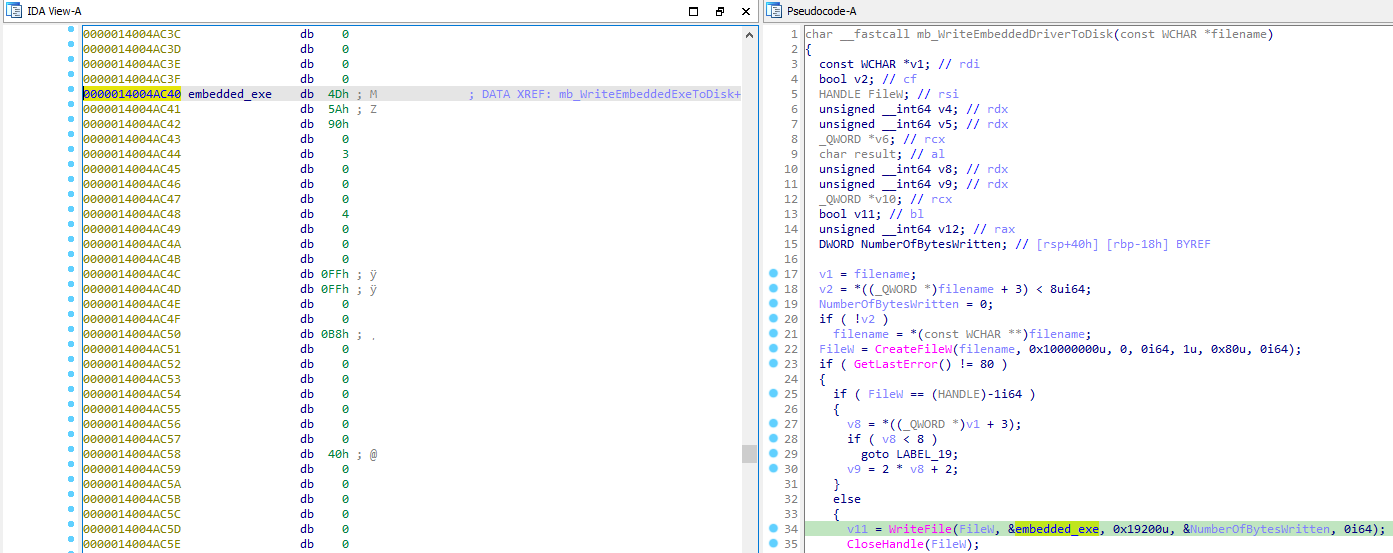 IDA View-A
0000014004AC3C db 0
0000014004AC3D db 0
0000014004AC3E db 0
0000014004AC3F db 0
0000014004AC40 embedded_exe db 4Dh ; M ; DATA XREF: mb_WriteEmbeddedExeToDisk+
0000014004AC41 db 5Ah ; Z
0000014004AC42 db 90h
0000014004AC43 db 0
0000014004AC44 db 3
0000014004AC45 db 0
0000014004AC46 db 0
0000014004AC47 db 0
0000014004AC48 db 4
0000014004AC49 db 0
0000014004AC4A db 0
0000014004AC4B db 0
0000014004AC4C db 0FFh ; ÿ
0000014004AC4D db 0FFh ; ÿ
0000014004AC4E db 0
0000014004AC4F db 0
0000014004AC50 db 0B8h ; ¸
0000014004AC51 db 0
0000014004AC52 db 0
0000014004AC53 db 0
0000014004AC54 db 0
0000014004AC55 db 0
0000014004AC56 db 0
0000014004AC57 db 0
0000014004AC58 db 40h ; @
0000014004AC59 db 0
0000014004AC5A db 0
0000014004AC5B db 0
0000014004AC5C db 0
0000014004AC5D db 0
0000014004AC5E db 0
Pseudocode-A
1 char __fastcall mb_WriteEmbeddedDriverToDisk(const WCHAR *filename)
2 {
3 const WCHAR *v1; // rdi
4 bool v2; // cf
5 HANDLE FileW; // rsi
6 unsigned __int64 v4; // rdx
7 unsigned __int64 v5; // rdx
8 _QWORD *v6; // rcx
9 char result; // al
10 unsigned __int64 v8; // rdx
11 unsigned __int64 v9; // rdx
12 _QWORD *v10; // rcx
13 bool v11; // bl
14 unsigned __int64 v12; // rax
15 DWORD NumberOfBytesWritten; // [rsp+40h] [rbp-18h] BYREF
16
17 v1 = filename;
18 v2 = *((_QWORD *)filename + 3) < 8ui64;
19 NumberOfBytesWritten = 0;
20 if ( !v2 )
21 filename = *(const WCHAR **)filename;
22 FileW = CreateFileW(filename, 0x10000000u, 0, 0i64, 1u, 0x80u, 0i64);
23 if ( GetLastError() != 80 )
24 {
25 if ( FileW == (HANDLE)-1i64 )
26 {
27 v8 = *((_QWORD *)v1 + 3);
28 if ( v8 < 8 )
29 goto LABEL_19;
30 v9 = 2 * v8 + 2;
31 }
32 else
33 {
34 v11 = WriteFile(FileW, &embedded_exe, 0x19200u, &NumberOfBytesWritten, 0i64);
35 CloseHandle(FileW);